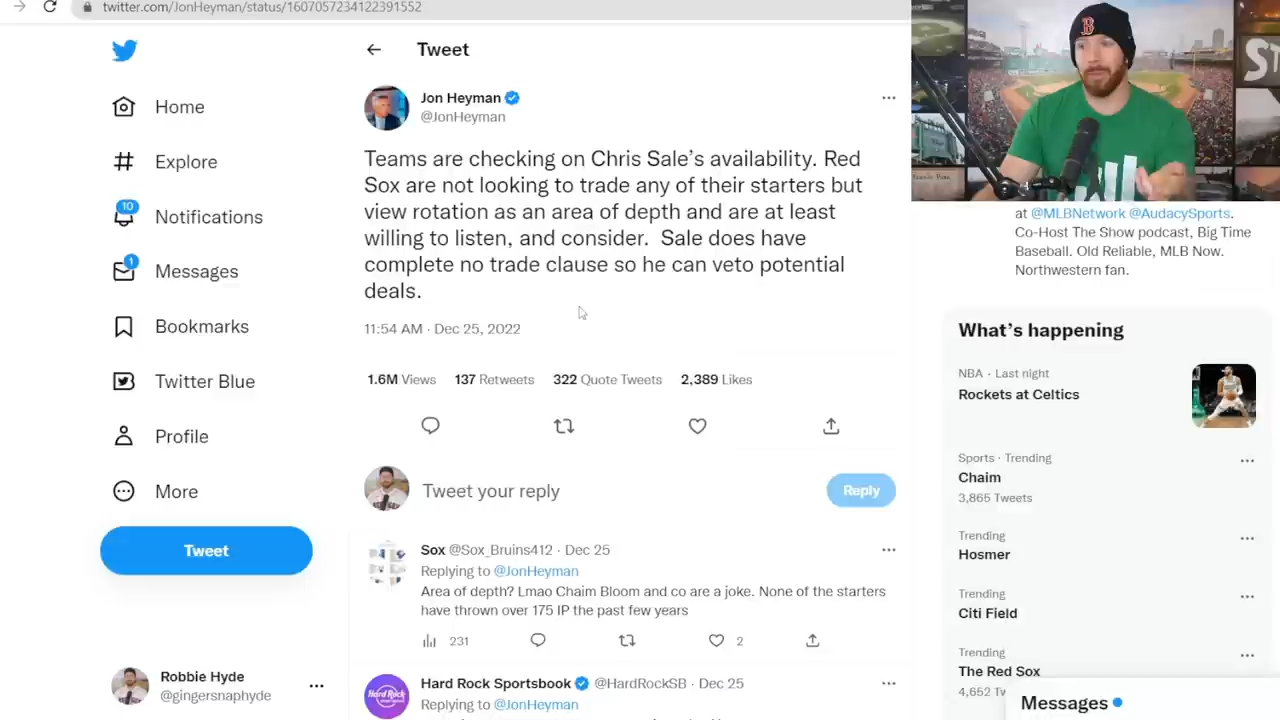 twitter.com/JonHeyman/status/1607057234122391552
Home
Explore
10
Notifications
1
Messages
Bookmarks
Twitter Blue
Profile
More
Tweet
Robbie Hyde
@gingersnaphyde
Tweet
Jon Heyman
@JonHeyman
Teams are checking on Chris Sale’s availability. Red
Sox are not looking to trade any of their starters but
view rotation as an area of depth and are at least
willing to listen, and consider.  Sale does have
complete no trade clause so he can veto potential
deals.
11:54 AM · Dec 25, 2022
1.6M Views 137 Retweets 322 Quote Tweets 2,389 Likes
Tweet your reply
Reply
Sox @Sox_Bruins412 · Dec 25
Replying to @JonHeyman
Area of depth? Lmao Chaim Bloom and co are a joke. None of the starters
have thrown over 175 IP the past few years
231
2
Hard Rock Sportsbook @HardRockSB · Dec 25
Replying to @JonHeyman
B
ST
at @MLBNetwork @AudacySports.
Co-Host The Show podcast, Big Time
Baseball. Old Reliable, MLB Now.
Northwestern fan.
What’s happening
NBA · Last night
Rockets at Celtics
Sports · Trending
Chaim
3,865 Tweets
Trending
Hosmer
Trending
Citi Field
Trending
The Red Sox
4,652 Tw
Messages